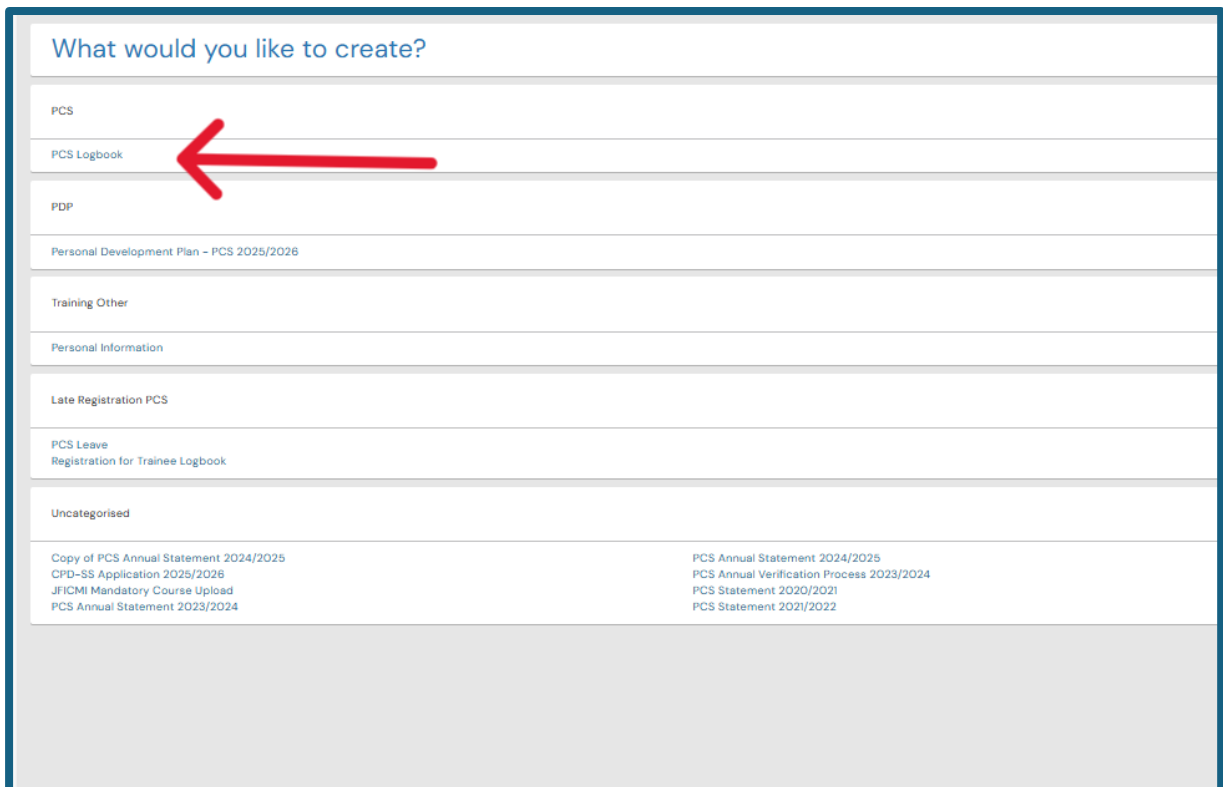 What would you like to create?
PCS
PCS Logbook
PDP
Personal Development Plan - PCS 2025/2026
Training Other
Personal Information
Late Registration PCS
PCS Leave
Registration for Trainee Logbook
Uncategorised
Copy of PCS Annual Statement 2024/2025
CPD-SS Application 2025/2026
JFICMI Mandatory Course Upload
PCS Annual Statement 2023/2024
PCS Annual Statement 2024/2025
PCS Annual Verification Process 2023/2024
PCS Statement 2020/2021
PCS Statement 2021/2022